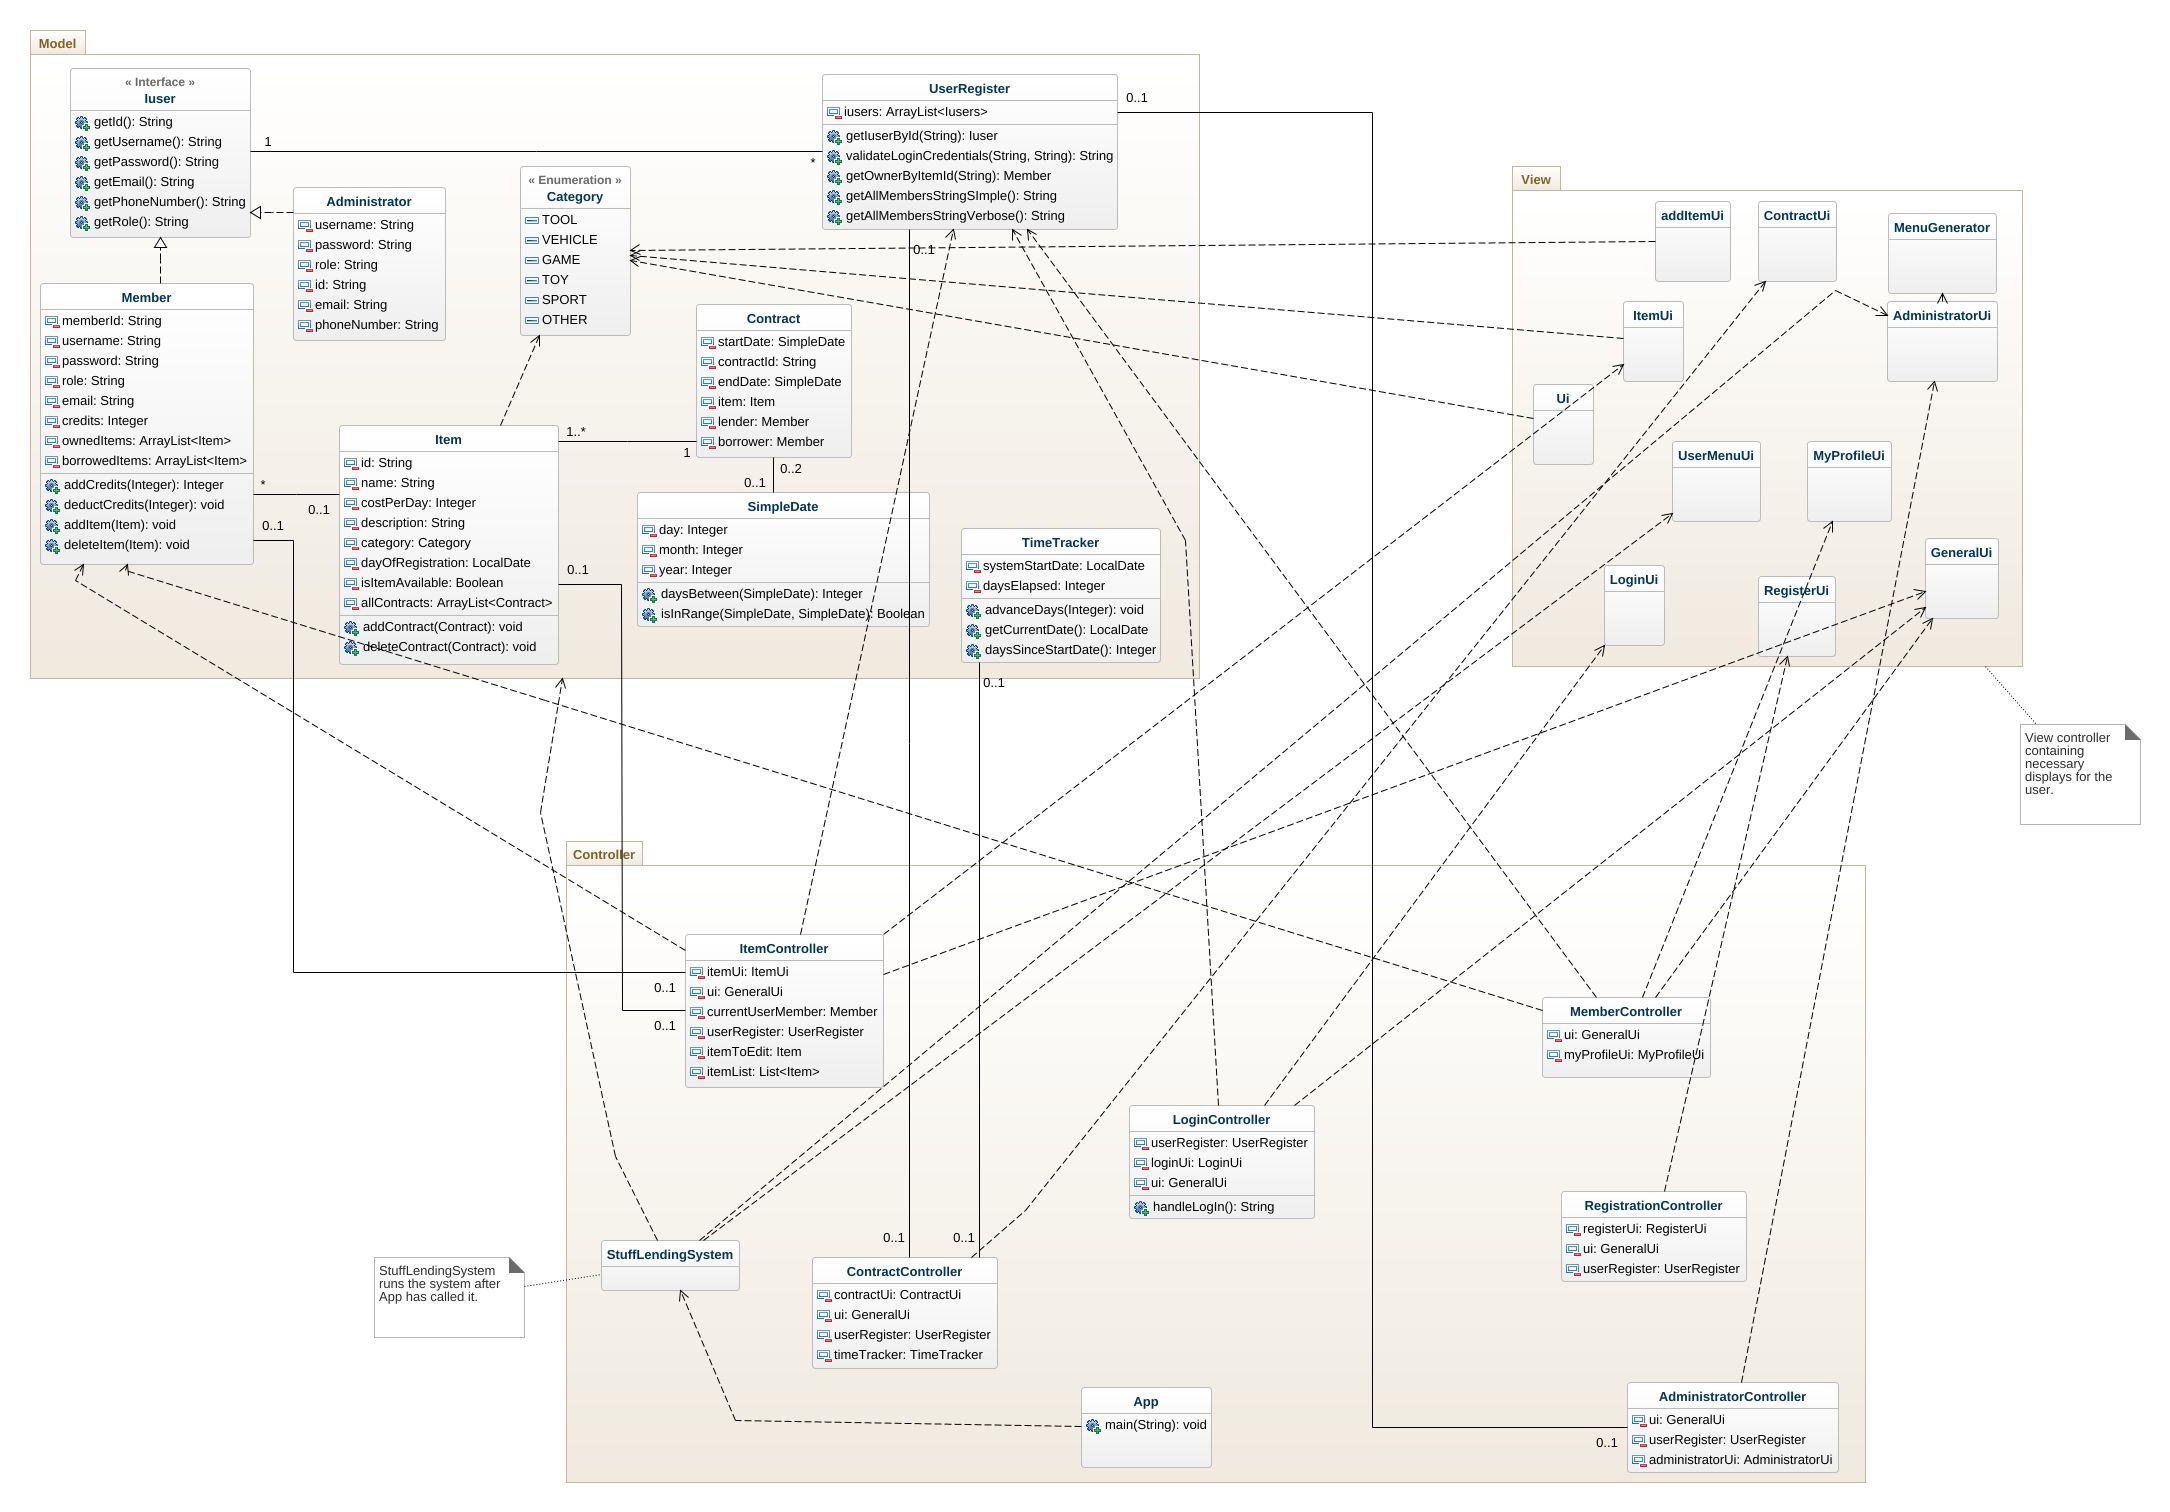 Model
« Interface »
Iuser
getId(): String
getUsername(): String
getPassword(): String
getEmail(): String
getPhoneNumber(): String
getRole(): String
1
*
UserRegister
iusers: ArrayList<Iusers>
getIuserById(String): Iuser
validateLoginCredentials(String, String): String
getOwnerByItemId(String): Member
getAllMembersStringSImple(): String
getAllMembersStringVerbose(): String
0..1
0..1
Administrator
username: String
password: String
role: String
id: String
email: String
phoneNumber: String
« Enumeration »
Category
TOOL
VEHICLE
GAME
TOY
SPORT
OTHER
Member
memberId: String
username: String
password: String
role: String
email: String
credits: Integer
ownedItems: ArrayList<Item>
borrowedItems: ArrayList<Item>
addCredits(Integer): Integer
deductCredits(Integer): void
addItem(Item): void
deleteItem(Item): void
*
0..1
0..1
Contract
startDate: SimpleDate
contractId: String
endDate: SimpleDate
item: Item
lender: Member
borrower: Member
1..*
1
0..2
0..1
Item
id: String
name: String
costPerDay: Integer
description: String
category: Category
dayOfRegistration: LocalDate
isItemAvailable: Boolean
allContracts: ArrayList<Contract>
addContract(Contract): void
deleteContract(Contract): void
0..1
SimpleDate
day: Integer
month: Integer
year: Integer
daysBetween(SimpleDate): Integer
isInRange(SimpleDate, SimpleDate): Boolean
TimeTracker
systemStartDate: LocalDate
daysElapsed: Integer
advanceDays(Integer): void
getCurrentDate(): LocalDate
daysSinceStartDate(): Integer
0..1
View
addItemUi
ContractUi
MenuGenerator
ItemUi
AdministratorUi
Ui
UserMenuUi
MyProfileUi
GeneralUi
LoginUi
RegisterUi
View controller
containing
necessary
displays for the
user.
Controller
ItemController
itemUi: ItemUi
ui: GeneralUi
currentUserMember: Member
userRegister: UserRegister
itemToEdit: Item
itemList: List<Item>
0..1
0..1
MemberController
ui: GeneralUi
myProfileUi: MyProfileUi
LoginController
userRegister: UserRegister
loginUi: LoginUi
ui: GeneralUi
handleLogIn(): String
RegistrationController
registerUi: RegisterUi
ui: GeneralUi
userRegister: UserRegister
StuffLendingSystem
StuffLendingSystem
runs the system after
App has called it.
0..1
0..1
ContractController
contractUi: ContractUi
ui: GeneralUi
userRegister: UserRegister
timeTracker: TimeTracker
App
main(String): void
AdministratorController
ui: GeneralUi
userRegister: UserRegister
administratorUi: AdministratorUi
0..1